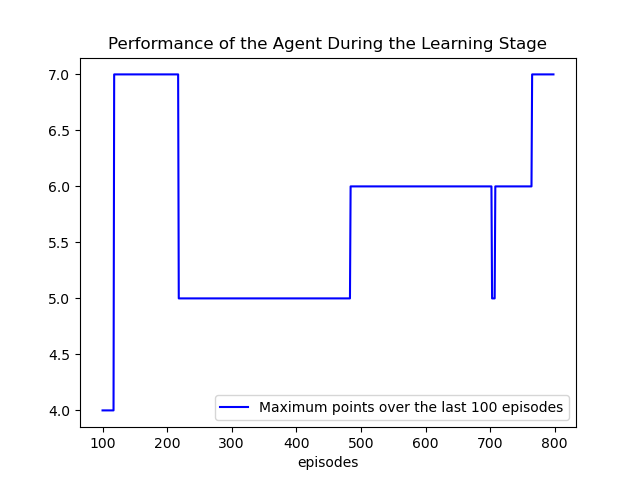 Performance of the Agent During the Learning Stage
7.0
6.5
6.0
5.5
5.0
4.5
4.0
Maximum points over the last 100 episodes
100 200 300 400 500 600 700 800
episodes